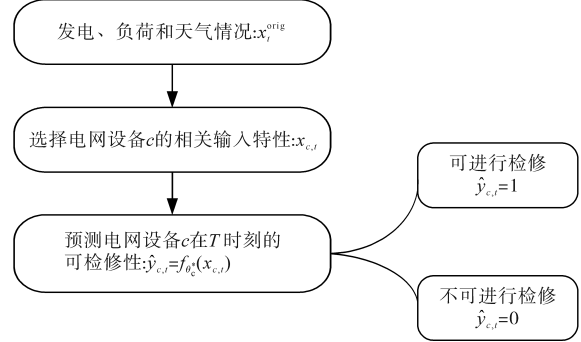 发电、负荷和天气情况:x_t^orig
选择电网设备c的相关输入特性:x_{c,t}
预测电网设备c在T时刻的
可检修性:ŷ_{c,t}=f_{θ_c^*}(x_{c,t})
可进行检修
ŷ_{c,t}=1
不可进行检修
ŷ_{c,t}=0